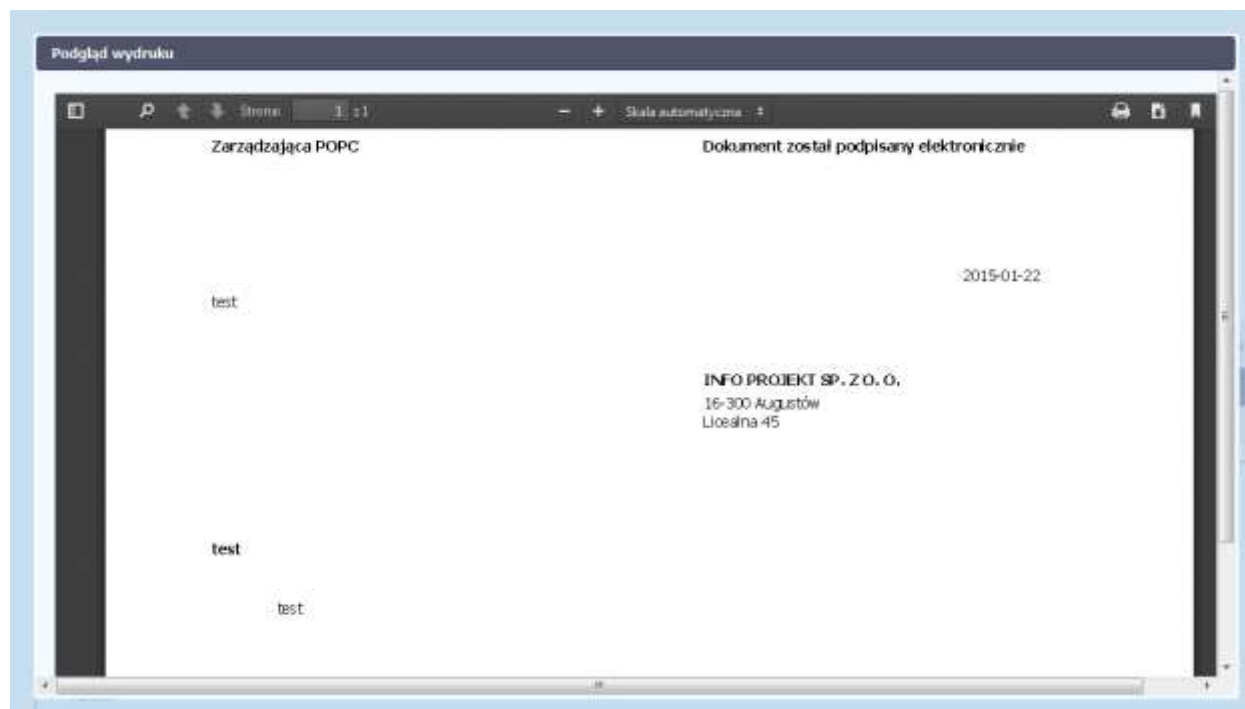 Podgląd wydruku
Strona: 1 z 1
Skala automatyczna
Zarządzająca POPC
Dokument został podpisany elektronicznie
2015-01-22
test
INFO PROJEKT SP. Z O. O.
16-300 Augustów
Licealna 45
test
test